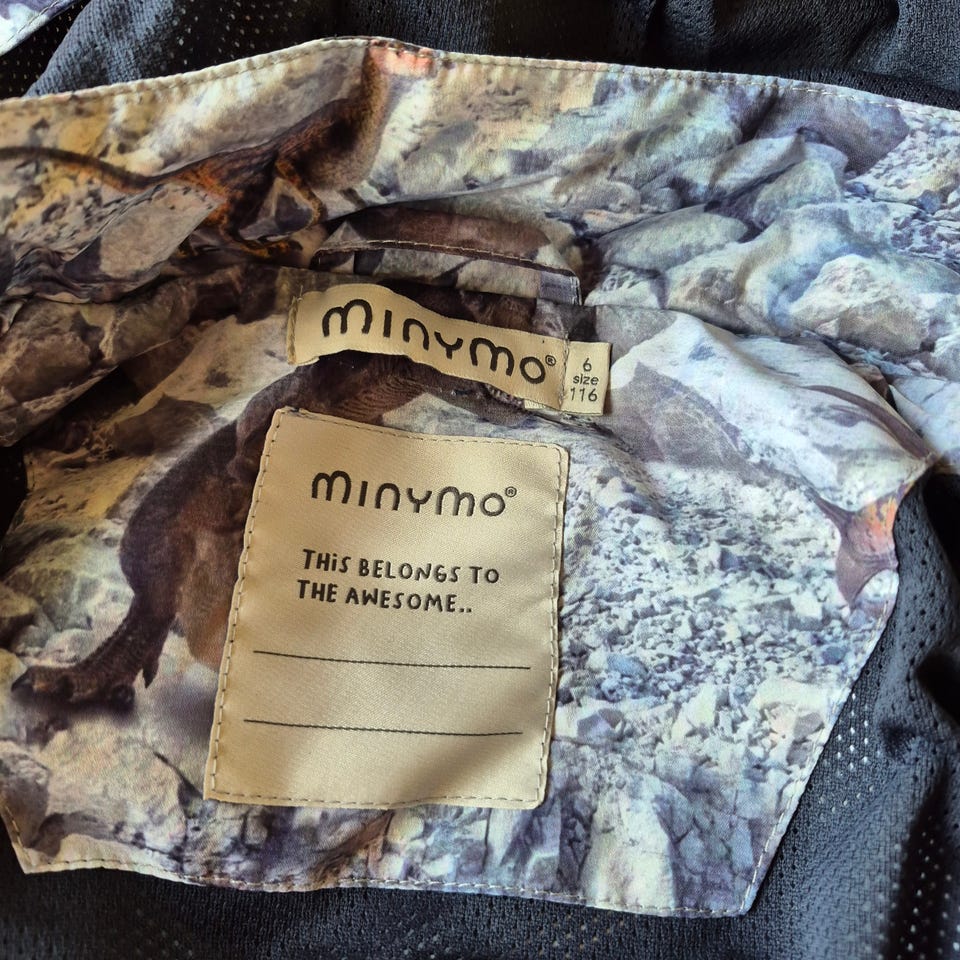 minymo®
6
size
116
minymo®
THiS BELONGS TO
THE AWESOME..